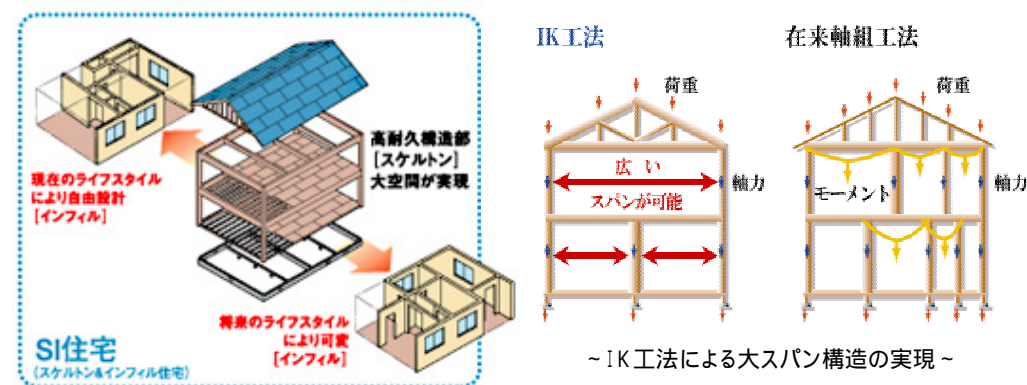 高耐久構造部
[スケルトン]
大空間が実現
現在のライフスタイル
により自由設計
[インフィル]
将来のライフスタイル
により可変
[インフィル]
SI住宅
(スケルトン&インフィル住宅)
IK工法
荷重
広い
スパンが可能
軸力
在来軸組工法
荷重
モーメント
軸力
~IK工法による大スパン構造の実現~